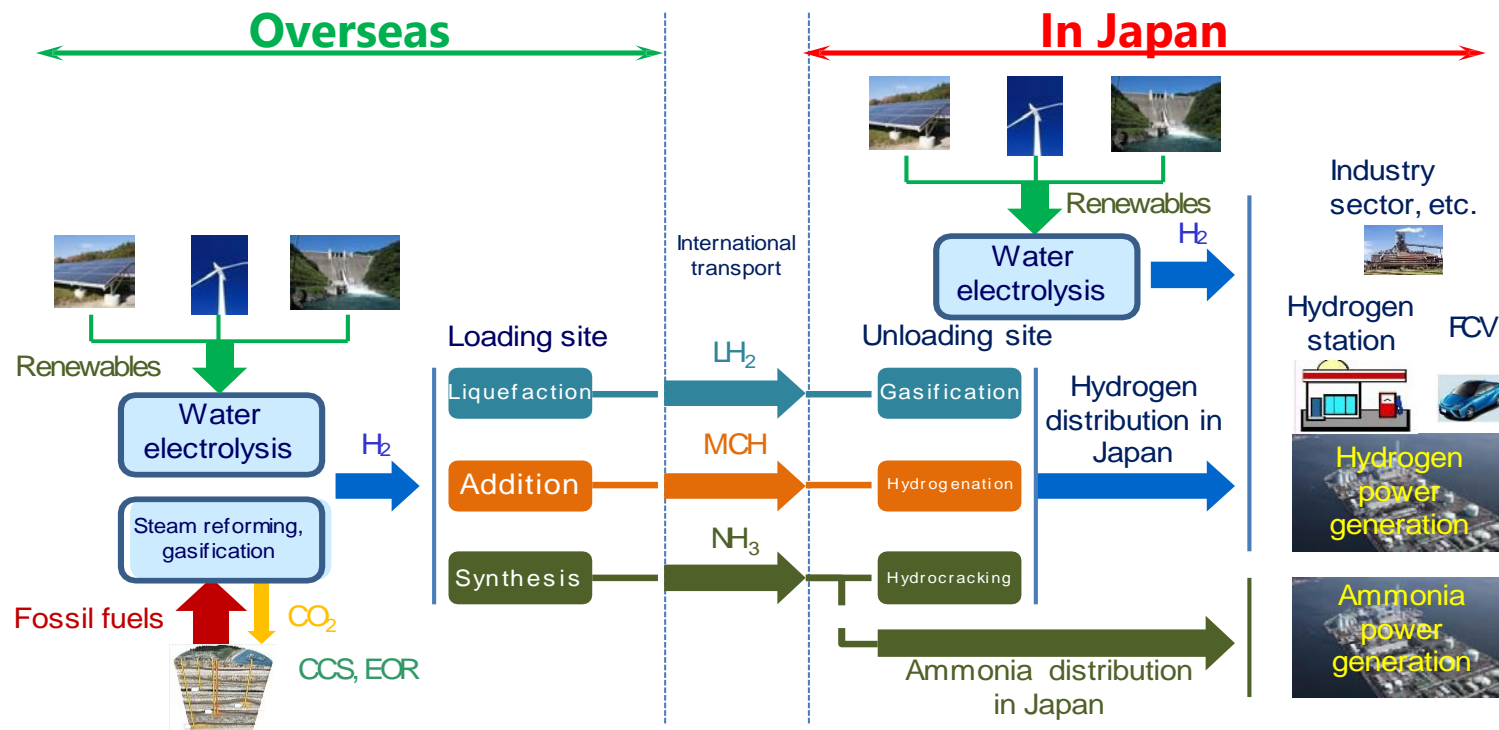 Overseas
In Japan
Renewables
Water
electrolysis
H₂
Steam reforming,
gasification
Fossil fuels
CO₂
CCS, EOR
Loading site
Liquefaction
Addition
Synthesis
International
transport
LH₂
MCH
NH₃
Renewables
Water
electrolysis
H₂
Unloading site
Gasification
Hydrogenation
Hydrocracking
Hydrogen
distribution in
Japan
Ammonia distribution
in Japan
Industry
sector, etc.
Hydrogen
station
FCV
Hydrogen
power
generation
Ammonia
power
generation